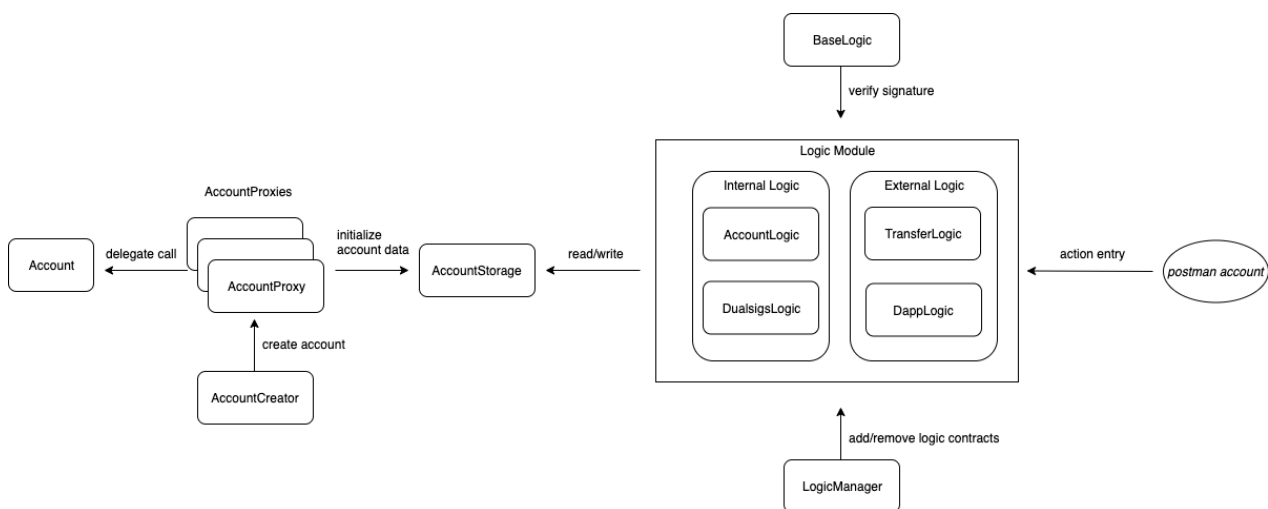 BaseLogic
verify signature
Logic Module
Internal Logic
External Logic
AccountLogic
TransferLogic
DualsigsLogic
DappLogic
AccountProxies
AccountProxy
Account
delegate call
initialize
account data
AccountStorage
read/write
action entry
postman account
create account
AccountCreator
add/remove logic contracts
LogicManager